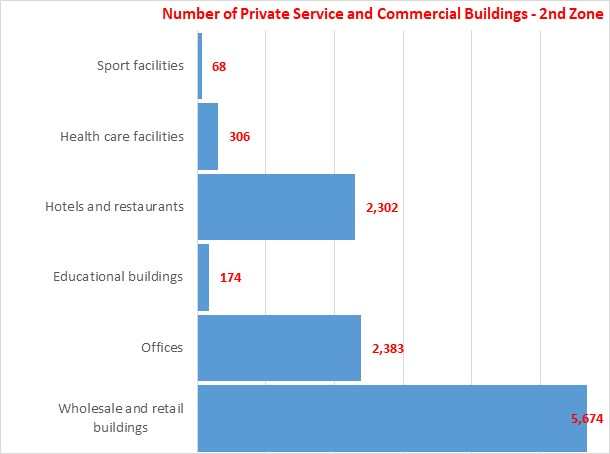 Number of Private Service and Commercial Buildings - 2nd Zone
Sport facilities
68
Health care facilities
306
Hotels and restaurants
2,302
Educational buildings
174
Offices
2,383
Wholesale and retail
buildings
5,674